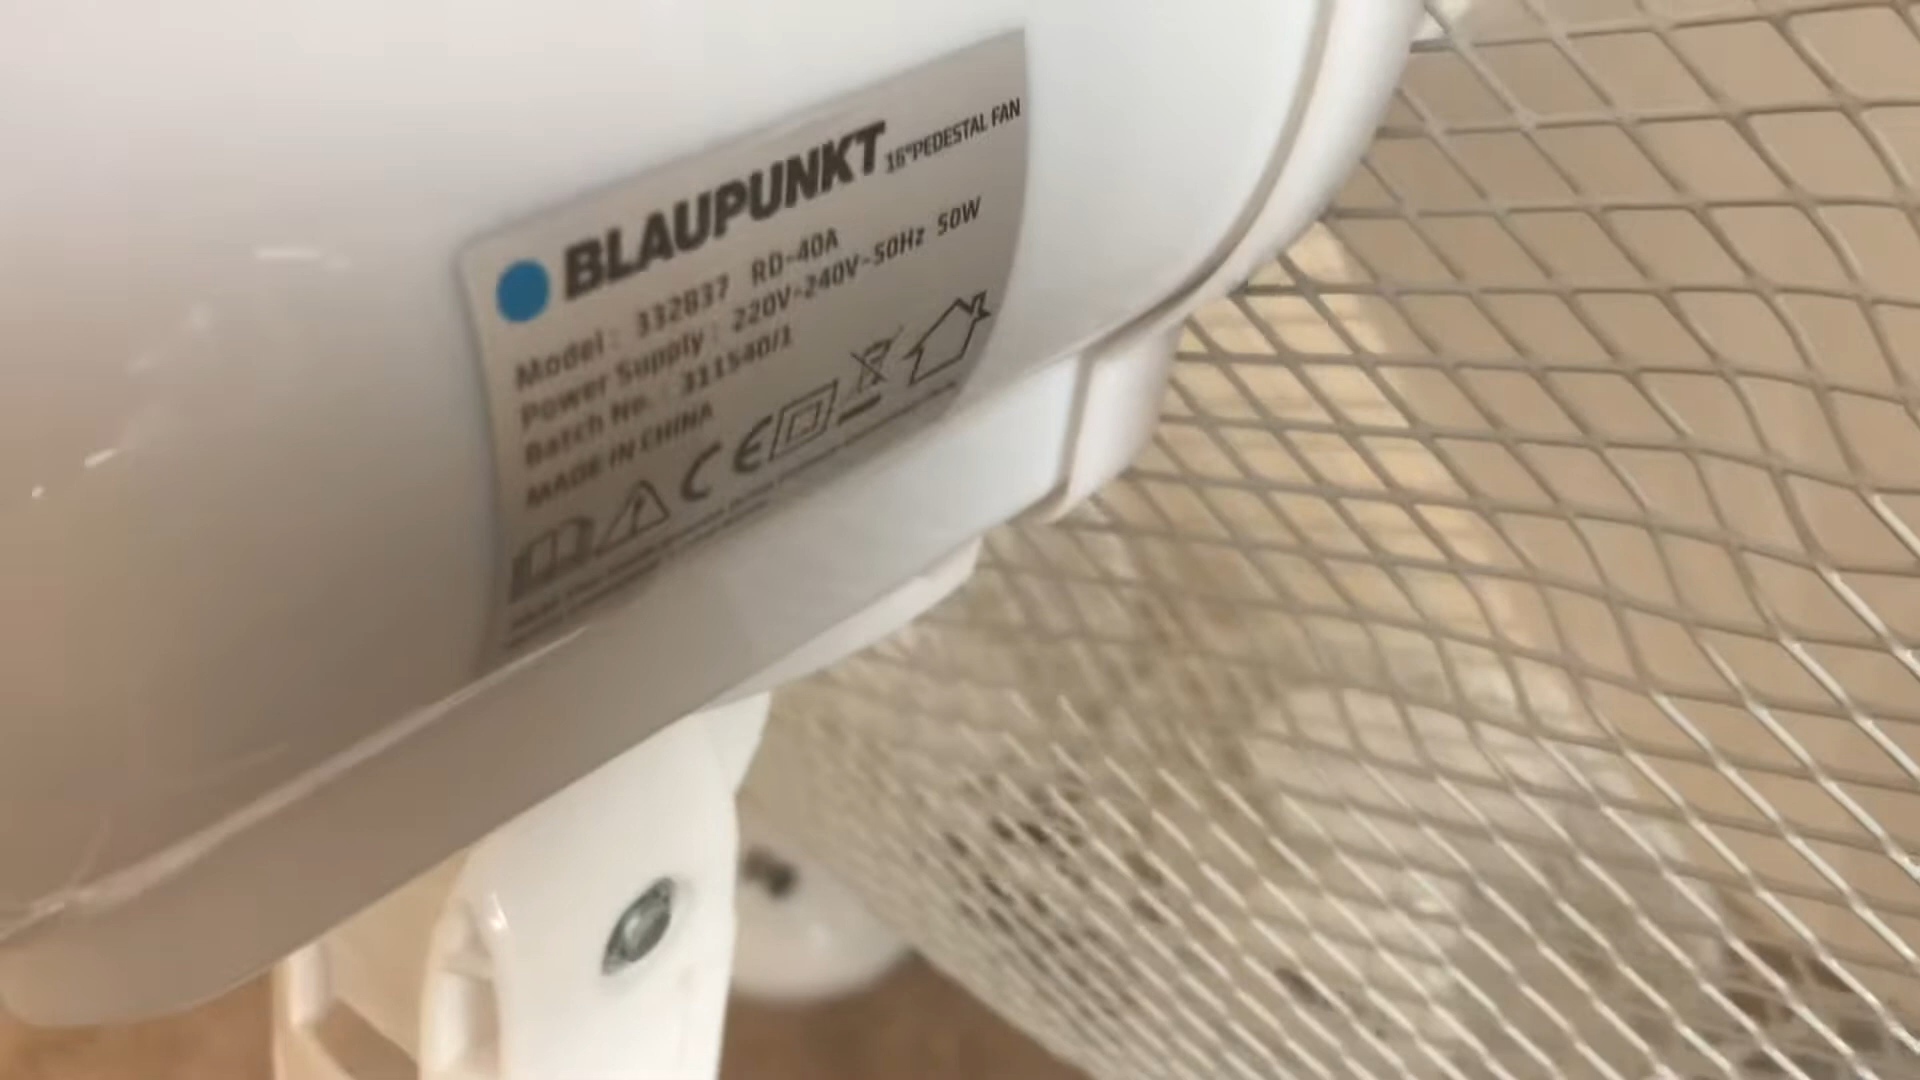 BLAUPUNKT 16"PEDESTAL FAN
Model : 332837 RD-40A
Power Supply : 220V-240V~50Hz 50W
Batch No. : 311540/1
MADE IN CHINA
CE